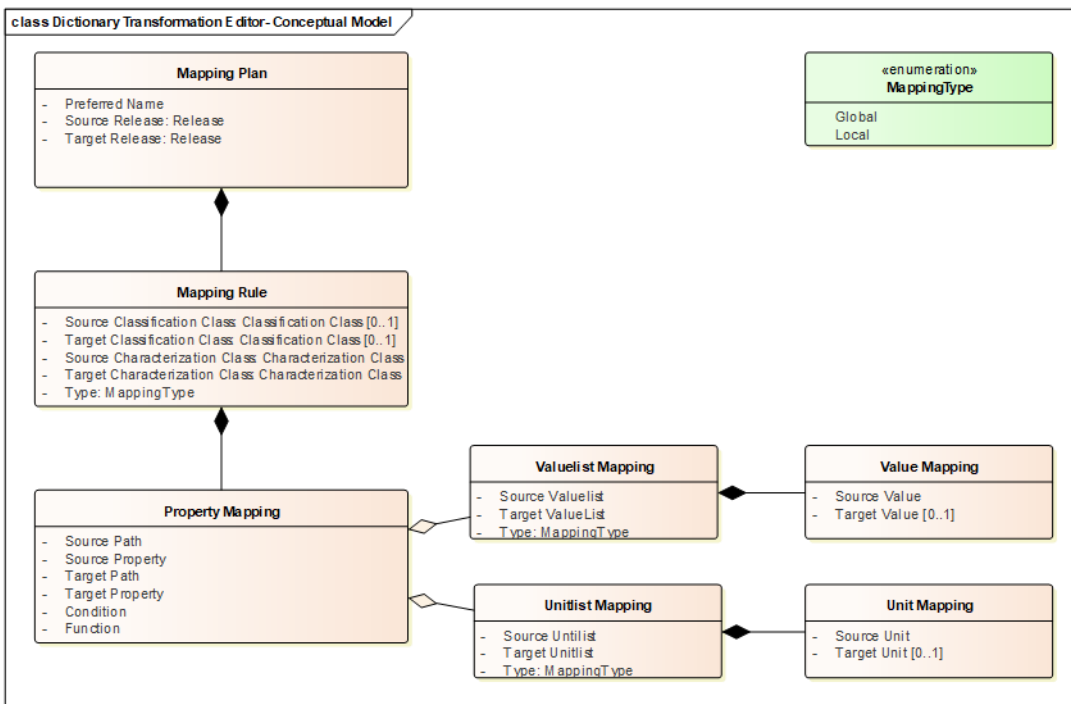 class Dictionary Transformation Editor- Conceptual Model
Mapping Plan
- Preferred Name
- Source Release: Release
- Target Release: Release
«enumeration»
MappingType
Global
Local
Mapping Rule
- Source Classification Class: Classification Class [0..1]
- Target Classification Class: Classification Class [0..1]
- Source Characterization Class: Characterization Class
- Target Characterization Class: Characterization Class
- Type: MappingType
Property Mapping
- Source Path
- Source Property
- Target Path
- Target Property
- Condition
- Function
Valuelist Mapping
- Source Valuelist
- Target ValueList
- Type: MappingType
Value Mapping
- Source Value
- Target Value [0..1]
Unitlist Mapping
- Source Untilist
- Target Unitlist
- Type: MappingType
Unit Mapping
- Source Unit
- Target Unit [0..1]